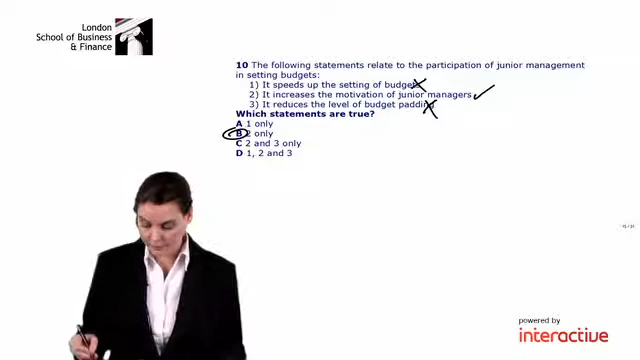 London
School of Business
& Finance
10 The following statements relate to the participation of junior management
in setting budgets:
1) It speeds up the setting of budgets
2) It increases the motivation of junior managers
3) It reduces the level of budget padding
Which statements are true?
A 1 only
B 2 only
C 2 and 3 only
D 1, 2 and 3
powered by
interactive